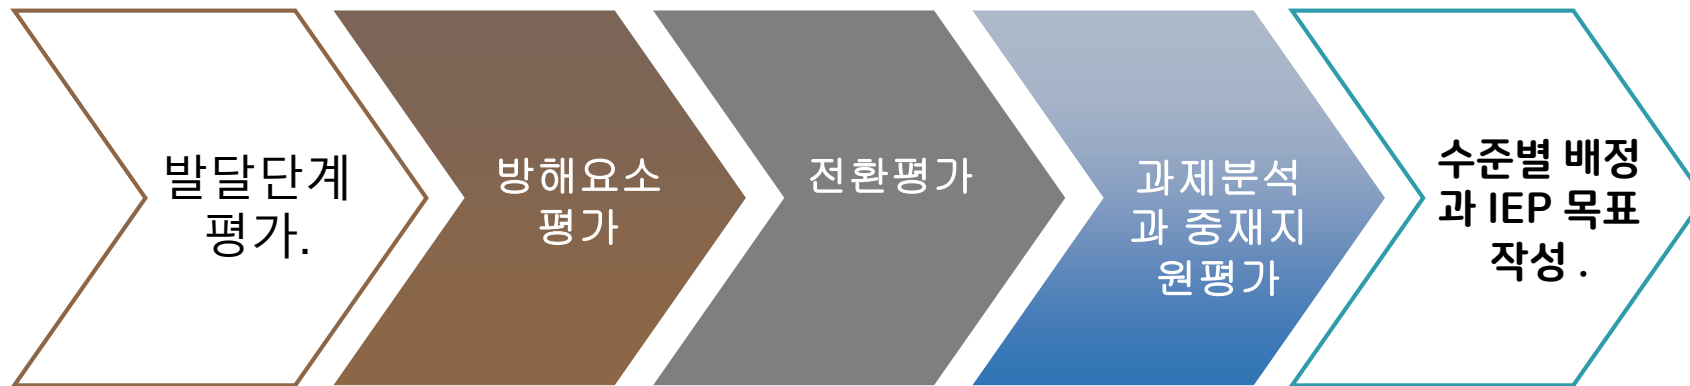 발달단계
평가.
방해요소
평가
전환평가
과제분석
과 중재지
원평가
수준별 배정
과 IEP 목표
작성 .